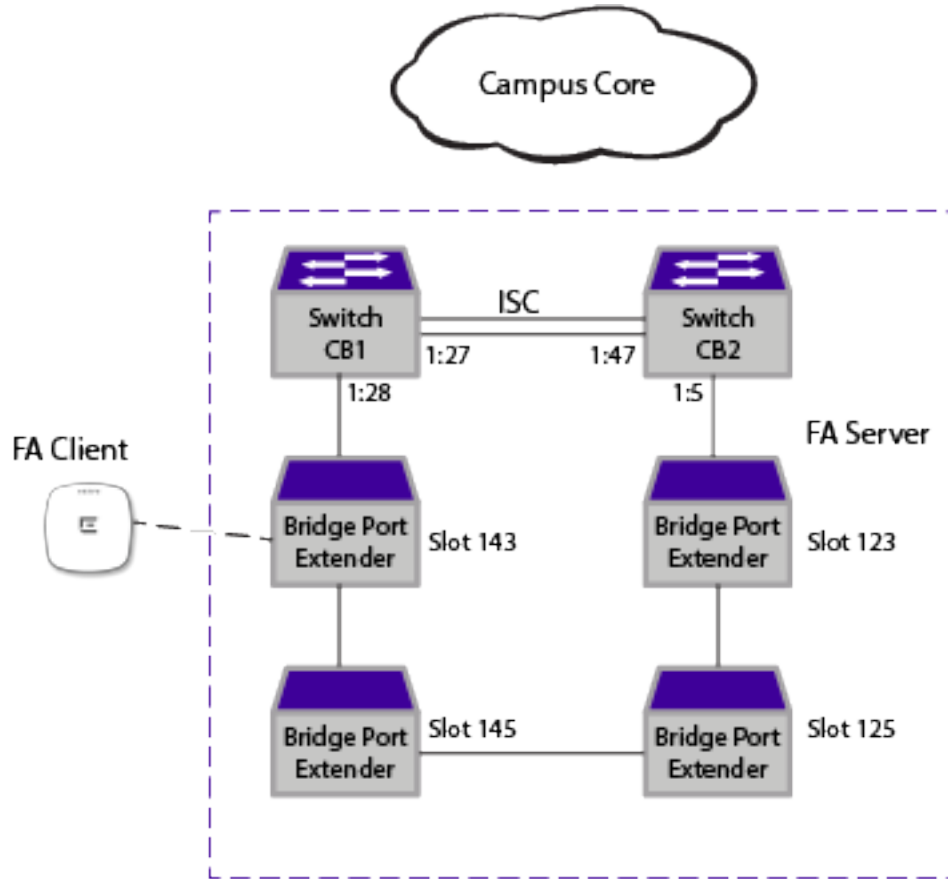 Campus Core
ISC
Switch
CB1
Switch
CB2
1:27
1:47
1:28
1:5
FA Client
FA Server
Bridge Port
Extender
Slot 143
Bridge Port
Extender
Slot 123
Bridge Port
Extender
Slot 145
Bridge Port
Extender
Slot 125